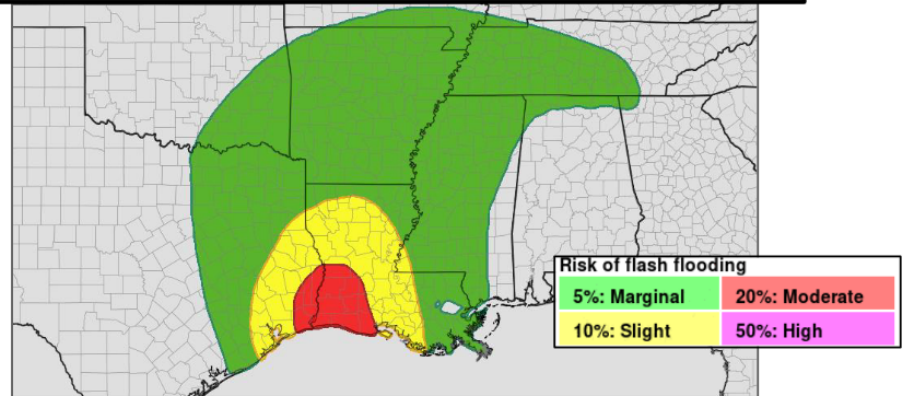 Risk of flash flooding
5%: Marginal 20%: Moderate
10%: Slight 50%: High